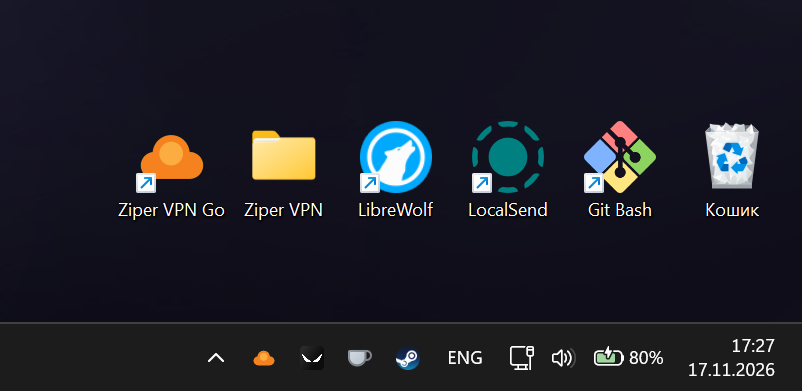 Ziper VPN Go
Ziper VPN
LibreWolf
LocalSend
Git Bash
Кошик
ENG
80%
17:27
17.11.2026